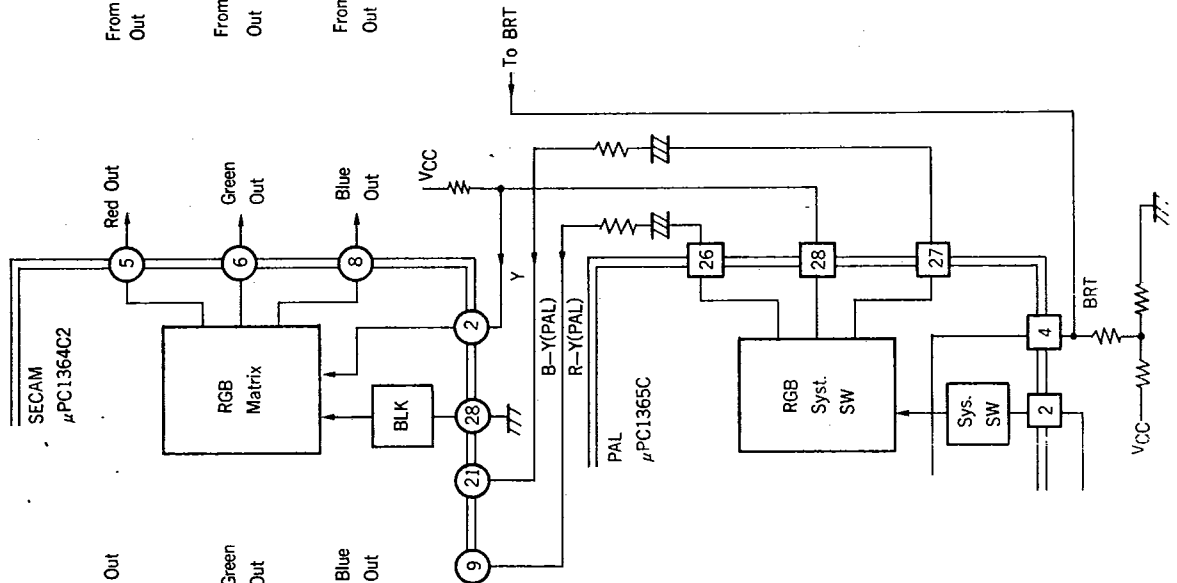 Out
Green
Out
Blue
Out
SECAM
μPC1364C2
RGB
Matrix
BLK
5
6
8
2
28
21
9
Red Out
Green
Out
Blue
Out
From
Out
From
Out
From
Out
VCC
Y
B—Y(PAL)
R—Y(PAL)
To BRT
PAL
μPC1365C
RGB
Syst.
SW
Sys.
SW
26
28
27
4
2
BRT
VCC